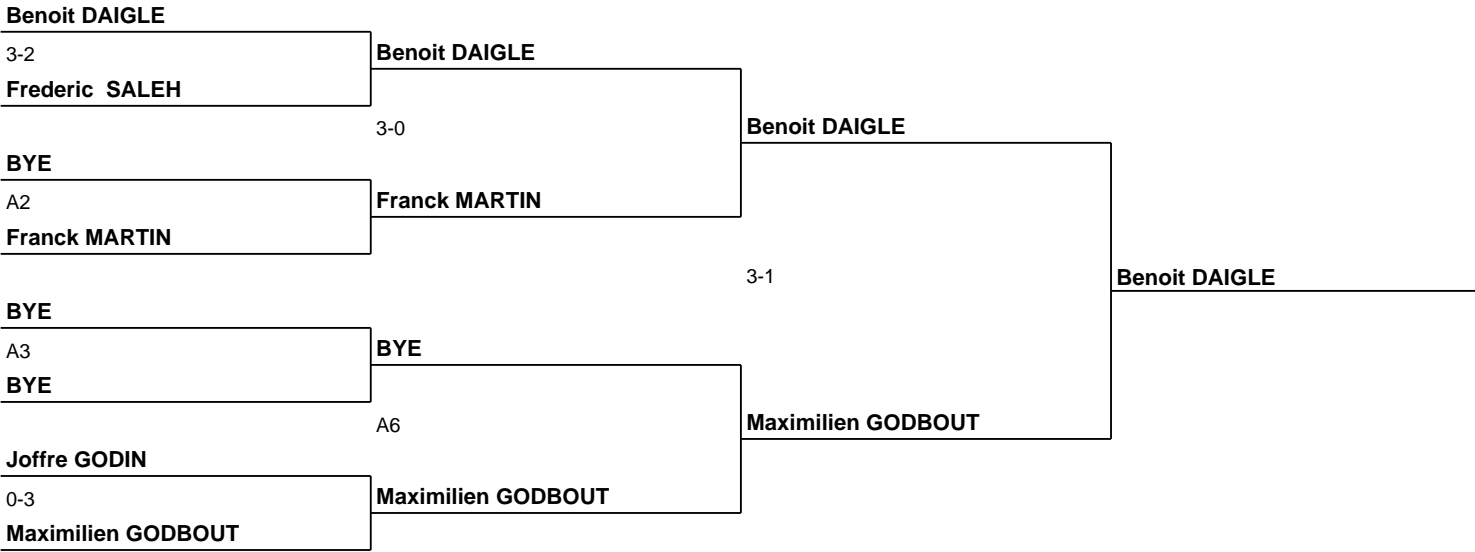 Benoit DAIGLE
3-2
Benoit DAIGLE
Frederic  SALEH
3-0
Benoit DAIGLE
BYE
A2
Franck MARTIN
Franck MARTIN
3-1
Benoit DAIGLE
BYE
A3
BYE
BYE
A6
Maximilien GODBOUT
Joffre GODIN
0-3
Maximilien GODBOUT
Maximilien GODBOUT